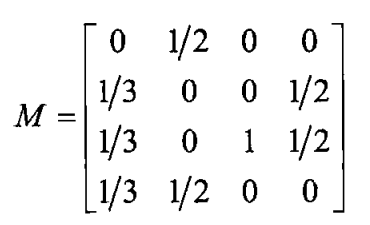 0 1/2 0 0
1/3 0 0 1/2
M =
1/3 0 1 1/2
1/3 1/2 0 0